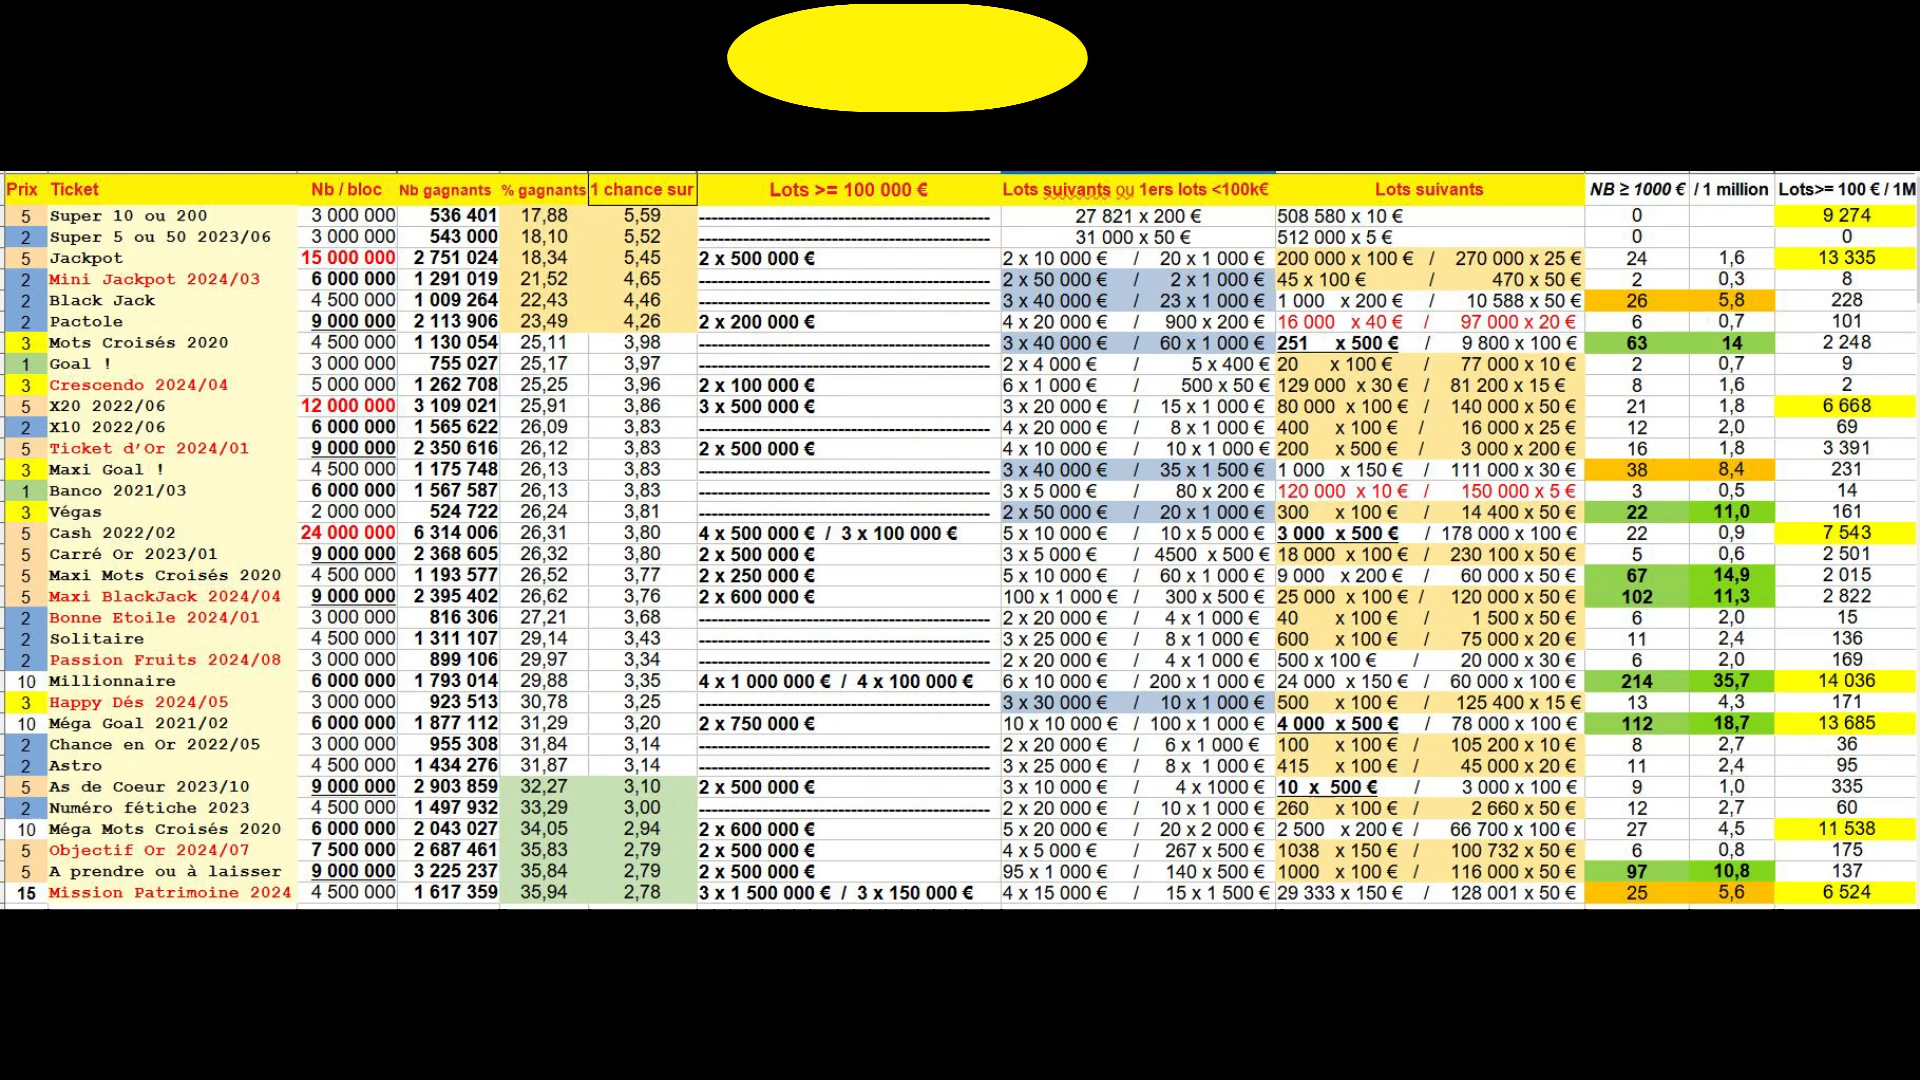 Prix Ticket Nb / bloc Nb gagnants % gagnants 1 chance sur Lots >= 100 000 € Lots suivants ou 1ers lots <100k€ Lots suivants NB ≥ 1000 € / 1 million Lots>= 100 € / 1M
5 Super 10 ou 200 3 000 000 536 401 17,88 5,59 ---------------------------------------------------- 27 821 x 200 € 508 580 x 10 € 0 9 274
2 Super 5 ou 50 2023/06 3 000 000 543 000 18,10 5,52 ---------------------------------------------------- 31 000 x 50 € 512 000 x 5 € 0 0
5 Jackpot 15 000 000 2 751 024 18,34 5,45 2 x 500 000 € 2 x 10 000 € / 20 x 1 000 € 200 000 x 100 € / 270 000 x 25 € 24 1,6 13 335
2 Mini Jackpot 2024/03 6 000 000 1 291 019 21,52 4,65 ---------------------------------------------------- 2 x 50 000 € / 2 x 1 000 € 45 x 100 € / 470 x 50 € 2 0,3 8
2 Black Jack 4 500 000 1 009 264 22,43 4,46 ---------------------------------------------------- 3 x 40 000 € / 23 x 1 000 € 1 000 x 200 € / 10 588 x 50 € 26 5,8 228
2 Pactole 9 000 000 2 113 906 23,49 4,26 2 x 200 000 € 4 x 20 000 € / 900 x 200 € 16 000 x 40 € / 97 000 x 20 € 6 0,7 101
3 Mots Croisés 2020 4 500 000 1 130 054 25,11 3,98 ---------------------------------------------------- 3 x 40 000 € / 60 x 1 000 € 251 x 500 € / 9 800 x 100 € 63 14 2 248
1 Goal ! 3 000 000 755 027 25,17 3,97 ---------------------------------------------------- 2 x 4 000 € / 5 x 400 € 20 x 100 € / 77 000 x 10 € 2 0,7 9
3 Crescendo 2024/04 5 000 000 1 262 708 25,25 3,96 2 x 100 000 € 6 x 1 000 € / 500 x 50 € 129 000 x 30 € / 81 200 x 15 € 8 1,6 2
5 X20 2022/06 12 000 000 3 109 021 25,91 3,86 3 x 500 000 € 3 x 20 000 € / 15 x 1 000 € 80 000 x 100 € / 140 000 x 50 € 21 1,8 6 668
2 X10 2022/06 6 000 000 1 565 622 26,09 3,83 ---------------------------------------------------- 4 x 20 000 € / 8 x 1 000 € 400 x 100 € / 16 000 x 25 € 12 2,0 69
5 Ticket d'Or 2024/01 9 000 000 2 350 616 26,12 3,83 2 x 500 000 € 4 x 10 000 € / 10 x 1 000 € 200 x 500 € / 3 000 x 200 € 16 1,8 3 391
3 Maxi Goal ! 4 500 000 1 175 748 26,13 3,83 ---------------------------------------------------- 3 x 40 000 € / 35 x 1 500 € 1 000 x 150 € / 111 000 x 30 € 38 8,4 231
1 Banco 2021/03 6 000 000 1 567 587 26,13 3,83 ---------------------------------------------------- 3 x 5 000 € / 80 x 200 € 120 000 x 10 € / 150 000 x 5 € 3 0,5 14
3 Végas 2 000 000 524 722 26,24 3,81 ---------------------------------------------------- 2 x 50 000 € / 20 x 1 000 € 300 x 100 € / 14 400 x 50 € 22 11,0 161
5 Cash 2022/02 24 000 000 6 314 006 26,31 3,80 4 x 500 000 € / 3 x 100 000 € 5 x 10 000 € / 10 x 5 000 € 3 000 x 500 € / 178 000 x 100 € 22 0,9 7 543
5 Carré Or 2023/01 9 000 000 2 368 605 26,32 3,80 2 x 500 000 € 3 x 5 000 € / 4500 x 500 € 18 000 x 100 € / 230 100 x 50 € 5 0,6 2 501
5 Maxi Mots Croisés 2020 4 500 000 1 193 577 26,52 3,77 2 x 250 000 € 5 x 10 000 € / 60 x 1 000 € 9 000 x 200 € / 60 000 x 50 € 67 14,9 2 015
5 Maxi BlackJack 2024/04 9 000 000 2 395 402 26,62 3,76 2 x 600 000 € 100 x 1 000 € / 300 x 500 € 25 000 x 100 € / 120 000 x 50 € 102 11,3 2 822
2 Bonne Etoile 2024/01 3 000 000 816 306 27,21 3,68 ---------------------------------------------------- 2 x 20 000 € / 4 x 1 000 € 40 x 100 € / 1 500 x 50 € 6 2,0 15
2 Solitaire 4 500 000 1 311 107 29,14 3,43 ---------------------------------------------------- 3 x 25 000 € / 8 x 1 000 € 600 x 100 € / 75 000 x 20 € 11 2,4 136
2 Passion Fruits 2024/08 3 000 000 899 106 29,97 3,34 ---------------------------------------------------- 2 x 20 000 € / 4 x 1 000 € 500 x 100 € / 20 000 x 30 € 6 2,0 169
10 Millionnaire 6 000 000 1 793 014 29,88 3,35 4 x 1 000 000 € / 4 x 100 000 € 6 x 10 000 € / 200 x 1 000 € 24 000 x 150 € / 60 000 x 100 € 214 35,7 14 036
3 Happy Dés 2024/05 3 000 000 923 513 30,78 3,25 ---------------------------------------------------- 3 x 30 000 € / 10 x 1 000 € 500 x 100 € / 125 400 x 15 € 13 4,3 171
10 Méga Goal 2021/02 6 000 000 1 877 112 31,29 3,20 2 x 750 000 € 10 x 10 000 € / 100 x 1 000 € 4 000 x 500 € / 78 000 x 100 € 112 18,7 13 685
2 Chance en Or 2022/05 3 000 000 955 308 31,84 3,14 ---------------------------------------------------- 2 x 20 000 € / 6 x 1 000 € 100 x 100 € / 105 200 x 10 € 8 2,7 36
2 Astro 4 500 000 1 434 276 31,87 3,14 ---------------------------------------------------- 3 x 25 000 € / 8 x 1 000 € 415 x 100 € / 45 000 x 20 € 11 2,4 95
5 As de Coeur 2023/10 9 000 000 2 903 859 32,27 3,10 2 x 500 000 € 3 x 10 000 € / 4 x 1000 € 10 x 500 € / 3 000 x 100 € 9 1,0 335
2 Numéro fétiche 2023 4 500 000 1 497 932 33,29 3,00 ---------------------------------------------------- 2 x 20 000 € / 10 x 1 000 € 260 x 100 € / 2 660 x 50 € 12 2,7 60
10 Méga Mots Croisés 2020 6 000 000 2 043 027 34,05 2,94 2 x 600 000 € 5 x 20 000 € / 20 x 2 000 € 2 500 x 200 € / 66 700 x 100 € 27 4,5 11 538
5 Objectif Or 2024/07 7 500 000 2 687 461 35,83 2,79 2 x 500 000 € 4 x 5 000 € / 267 x 500 € 1038 x 150 € / 100 732 x 50 € 6 0,8 175
5 A prendre ou à laisser 9 000 000 3 225 237 35,84 2,79 2 x 500 000 € 95 x 1 000 € / 140 x 500 € 1000 x 100 € / 116 000 x 50 € 97 10,8 137
15 Mission Patrimoine 2024 4 500 000 1 617 359 35,94 2,78 3 x 1 500 000 € / 3 x 150 000 € 4 x 15 000 € / 15 x 1 500 € 29 333 x 150 € / 128 001 x 50 € 25 5,6 6 524